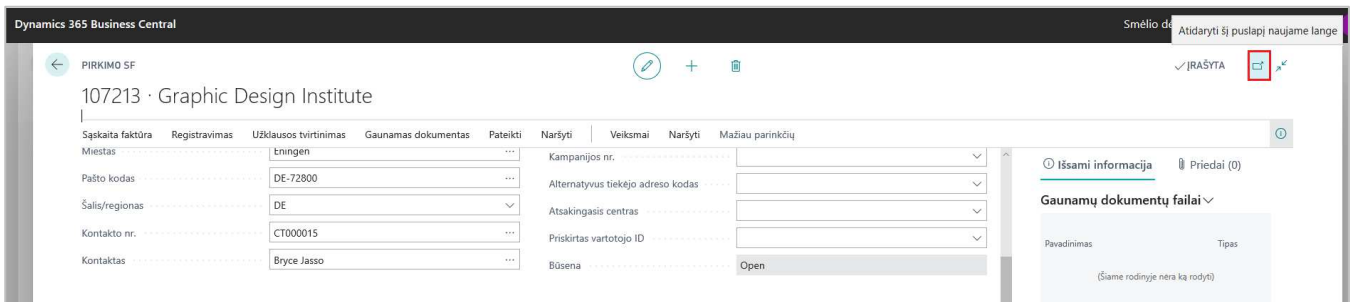 Dynamics 365 Business Central
Smėlio
Atidaryti šį puslapį naujame lange
PIRKIMO SF
ĮRAŠYTA
107213 · Graphic Design Institute
Sąskaita faktūra Registravimas Užklausos tvirtinimas Gaunamas dokumentas Pateikti Naršyti Veiksmai Naršyti Mažiau parinkčių
Miestas Eningen
Pašto kodas DE-72800
Šalis/regionas DE
Kontakto nr. CT000015
Kontaktas Bryce Jasso
Kampanijos nr.
Alternatyvus tiekėjo adreso kodas
Atsakingasis centras
Priskirtas vartotojo ID
Būsena Open
Išsami informacija Priedai (0)
Gaunamų dokumentų failai
Pavadinimas Tipas
(Šiame rodinyje nėra ką rodyti)